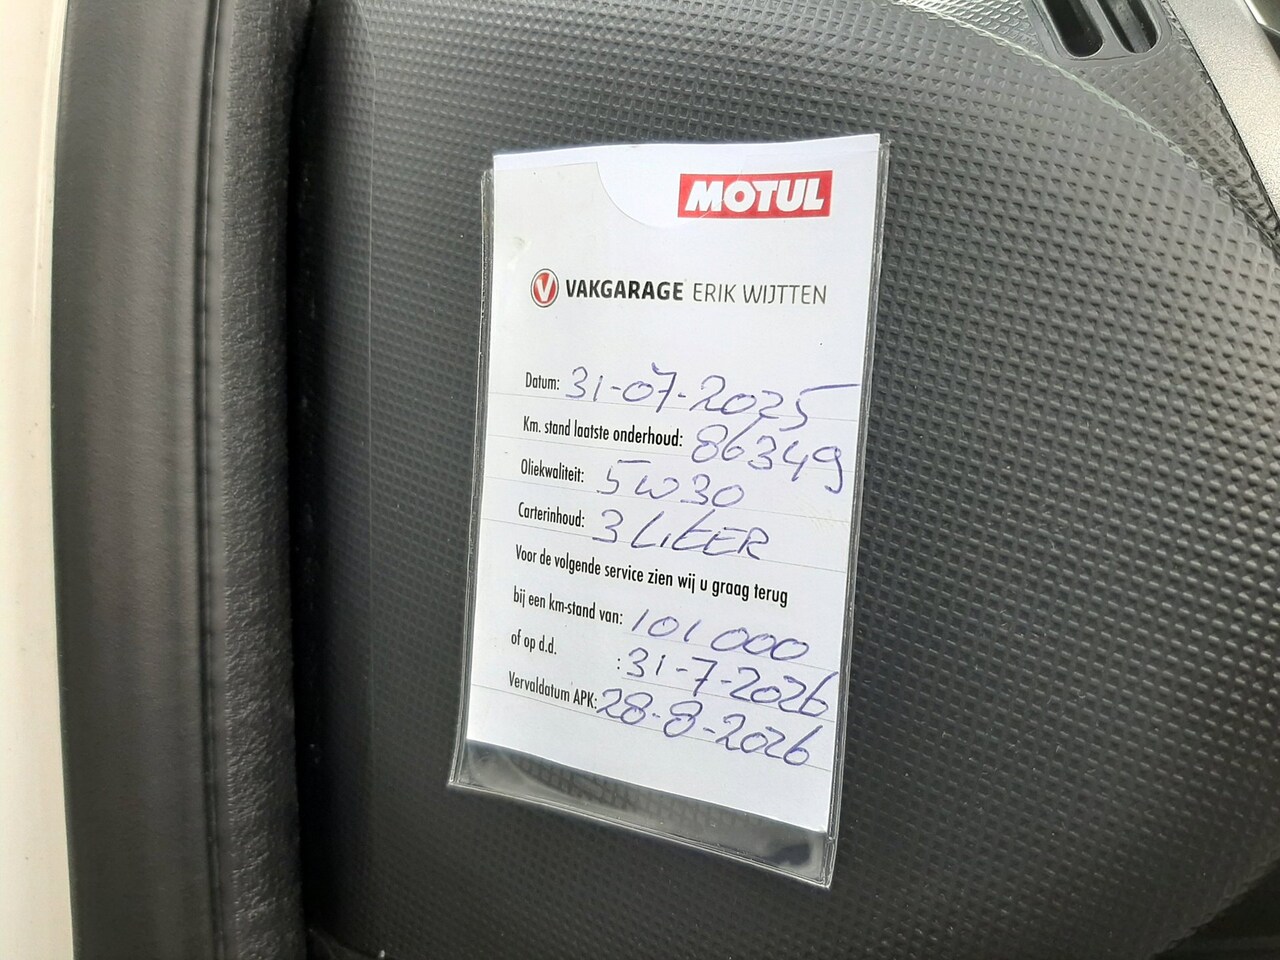 MOTUL
V VAKGARAGE ERIK WIJTTEN
Datum: 31-07-2025
Km. stand laatste onderhoud: 86349
Oliekwaliteit: 5W30
Carterinhoud: 3 LiTER
Voor de volgende service zien wij u graag terug
bij een km-stand van: 101000
of op d.d. : 31-7-2026
Vervaldatum APK: 28-8-2026